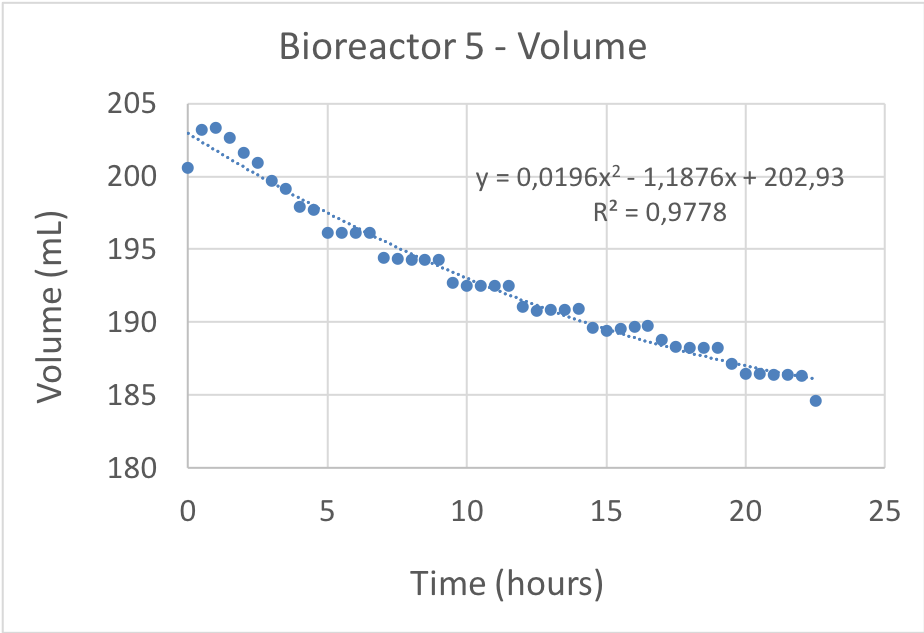 Bioreactor 5 - Volume
205
200
195
190
185
180
y = 0,0196x² - 1,1876x + 202,93
R² = 0,9778
Volume (mL)
0 5 10 15 20 25
Time (hours)